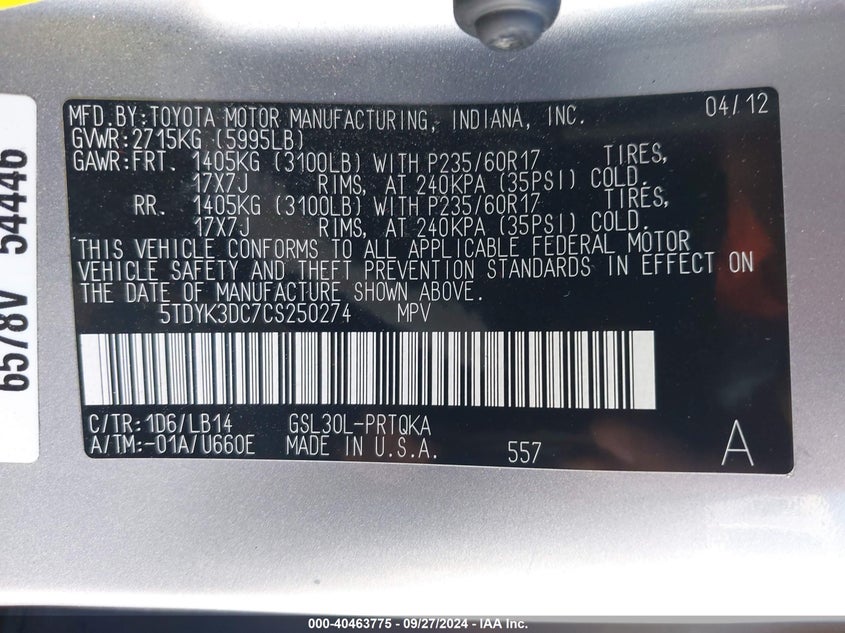 MFD.BY:TOYOTA MOTOR MANUFACTURING, INDIANA, INC. 04/12
GVWR:2715KG (5995LB)
GAWR:FRT. 1405KG (3100LB) WITH P235/60R17 TIRES,
17X7J RIMS, AT 240KPA (35PSI) COLD.
RR. 1405KG (3100LB) WITH P235/60R17 TIRES,
17X7J RIMS, AT 240KPA (35PSI) COLD.
THIS VEHICLE CONFORMS TO ALL APPLICABLE FEDERAL MOTOR
VEHICLE SAFETY AND THEFT PREVENTION STANDARDS IN EFFECT ON
THE DATE OF MANUFACTURE SHOWN ABOVE.
5TDYK3DC7CS250274 MPV
C/TR:1D6/LB14 GSL30L-PRTQKA
A/TM:-01A/U660E MADE IN U.S.A. 557 A
6578V 54446
000-40463775 - 09/27/2024 - IAA Inc.